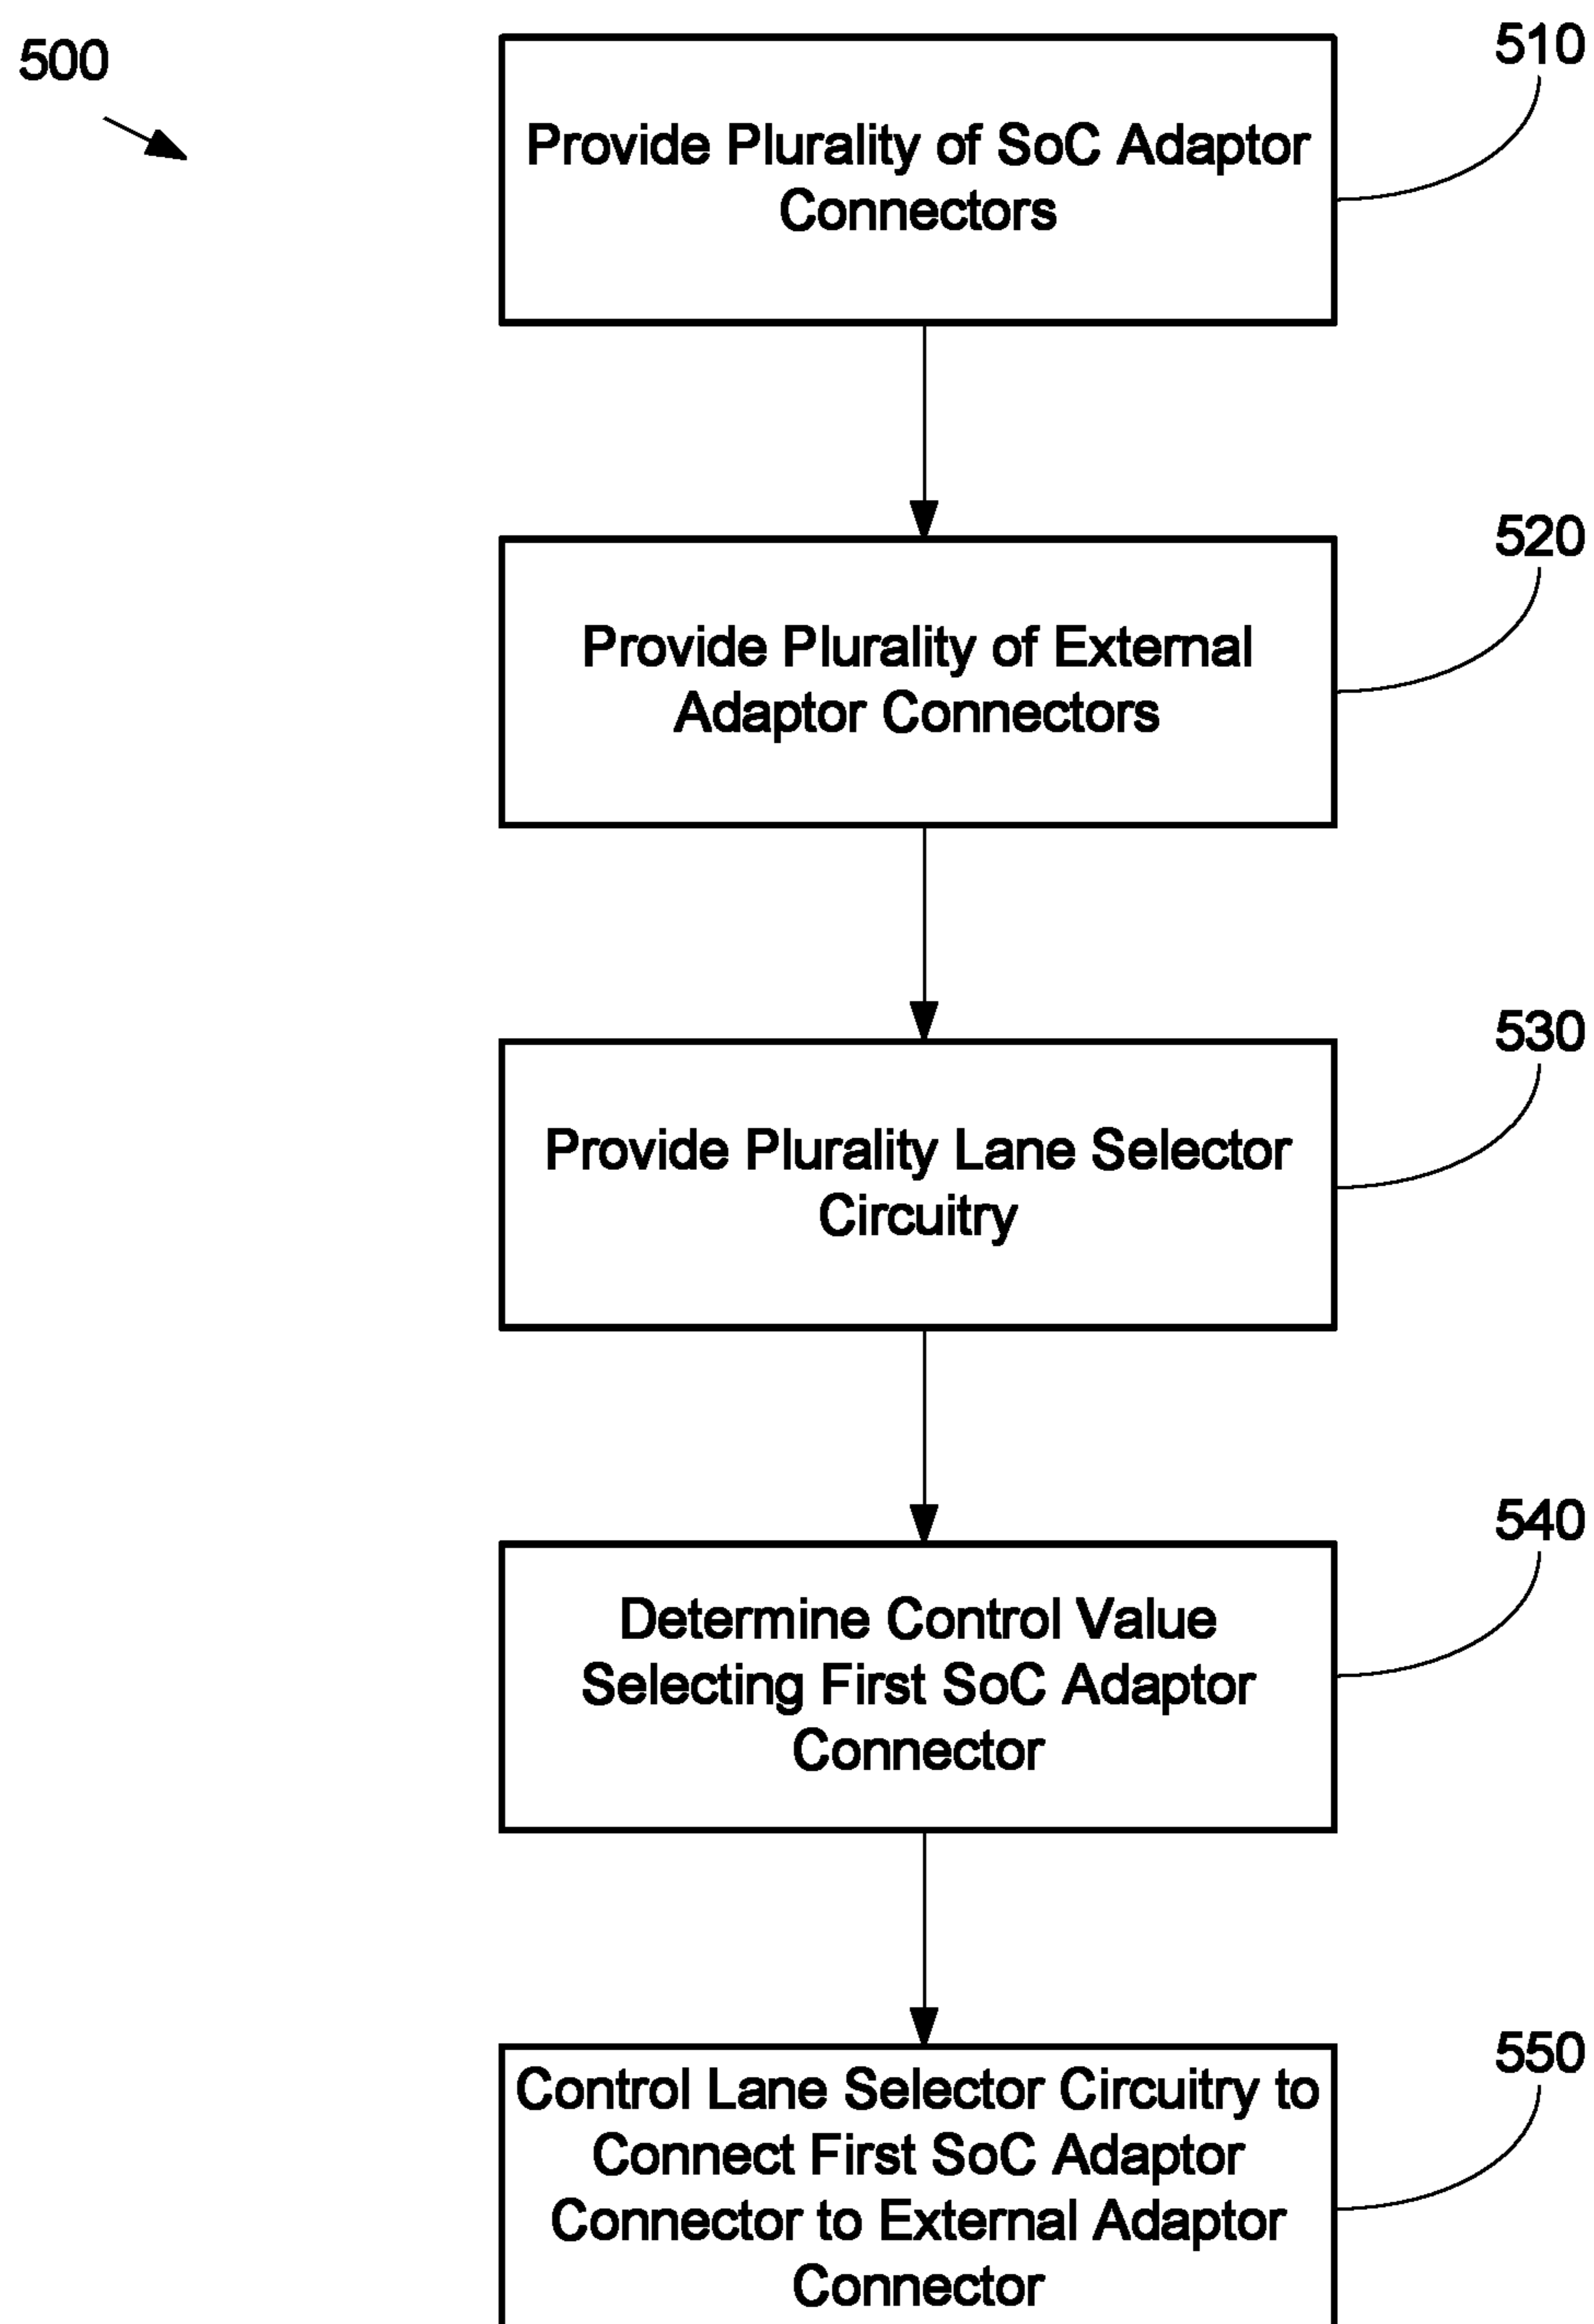 500
510
Provide Plurality of SoC Adaptor
Connectors
520
Provide Plurality of External
Adaptor Connectors
530
Provide Plurality Lane Selector
Circuitry
540
Determine Control Value
Selecting First SoC Adaptor
Connector
550
Control Lane Selector Circuitry to
Connect First SoC Adaptor
Connector to External Adaptor
Connector